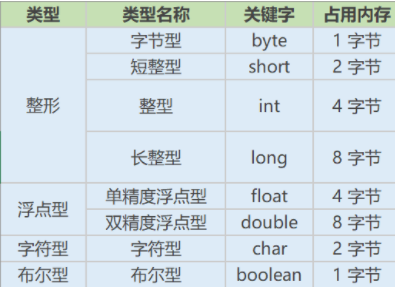 类型 类型名称 关键字 占用内存
整形 字节型 byte 1 字节
短整型 short 2 字节
整型 int 4 字节
长整型 long 8 字节
浮点型 单精度浮点型 float 4 字节
双精度浮点型 double 8 字节
字符型 字符型 char 2 字节
布尔型 布尔型 boolean 1 字节